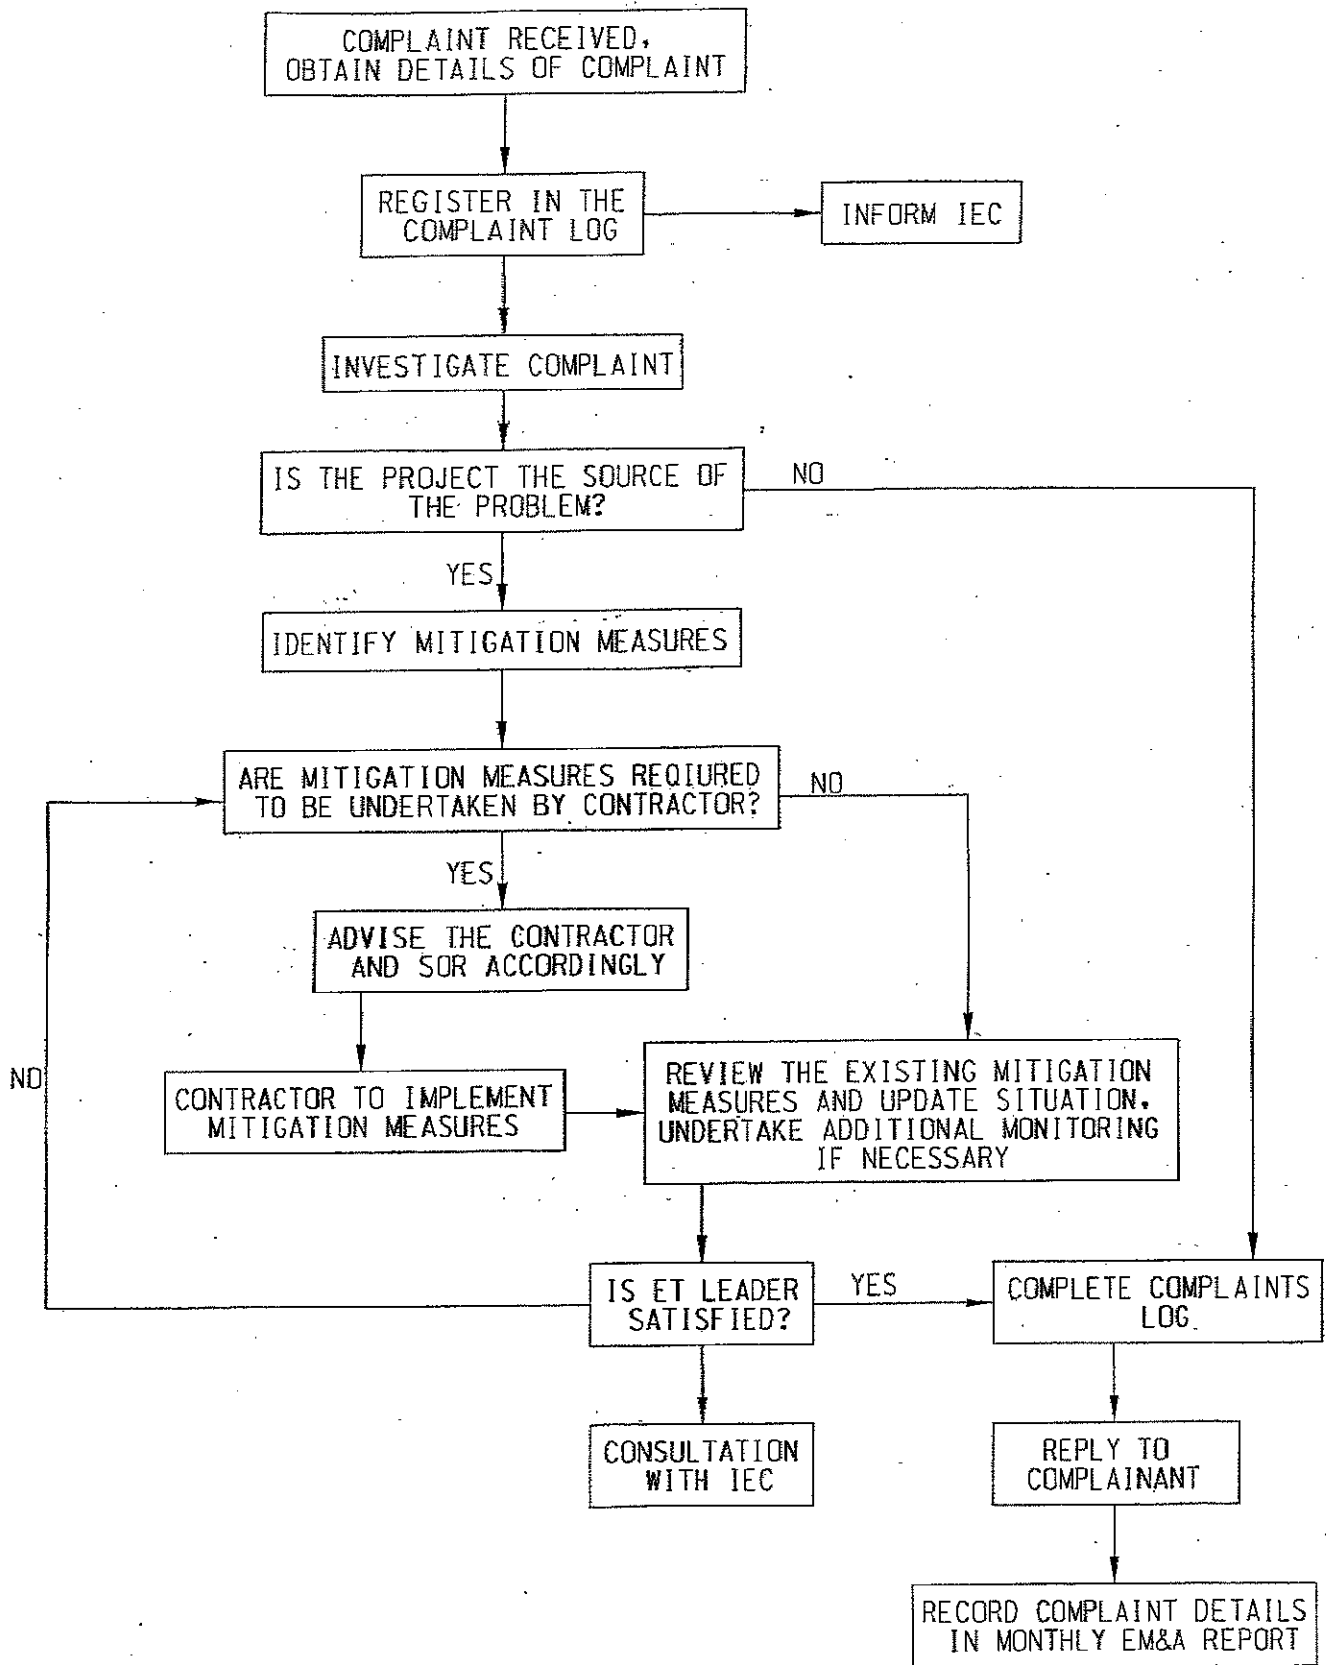 COMPLAINT RECEIVED,
OBTAIN DETAILS OF COMPLAINT
REGISTER IN THE
COMPLAINT LOG
INFORM IEC
INVESTIGATE COMPLAINT
IS THE PROJECT THE SOURCE OF
THE PROBLEM?
NO
YES
IDENTIFY MITIGATION MEASURES
ARE MITIGATION MEASURES REQIURED
TO BE UNDERTAKEN BY CONTRACTOR?
NO
YES
ADVISE THE CONTRACTOR
AND SOR ACCORDINGLY
NO
CONTRACTOR TO IMPLEMENT
MITIGATION MEASURES
REVIEW THE EXISTING MITIGATION
MEASURES AND UPDATE SITUATION.
UNDERTAKE ADDITIONAL MONITORING
IF NECESSARY
IS ET LEADER
SATISFIED?
YES
COMPLETE COMPLAINTS
LOG
CONSULTATION
WITH IEC
REPLY TO
COMPLAINANT
RECORD COMPLAINT DETAILS
IN MONTHLY EM&A REPORT